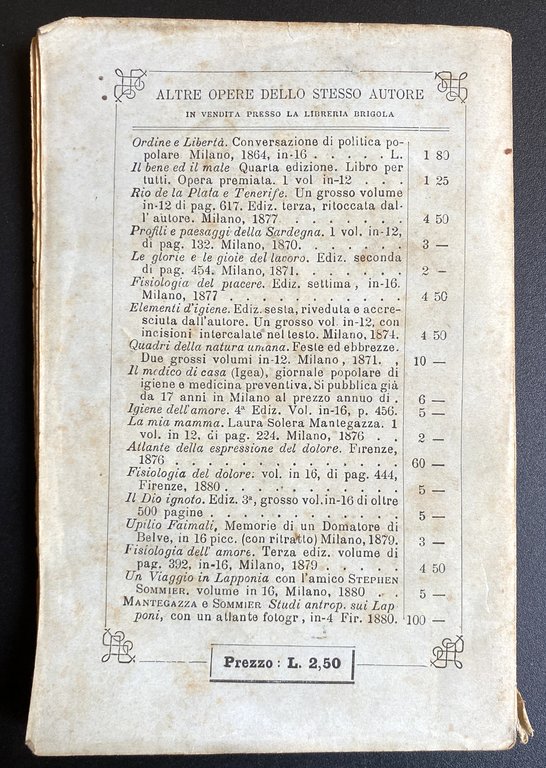 ALTRE OPERE DELLO STESSO AUTORE
IN VENDITA PRESSO LA LIBRERIA BRIGOLA
Ordine e Libertà. Conversazione di politica po-
polare Milano, 1864, in-16 . . . . . . L. 1 80
Il bene ed il male Quarta edizione. Libro per
tutti. Opera premiata. 1 vol in-12 . . . 1 25
Rio de la Plata e Tenerife. Un grosso volume
in-12 di pag. 617. Ediz. terza, ritoccata dal-
l'autore. Milano, 1877 . . . . . . . . 4 50
Profili e paesaggi della Sardegna. 1 vol. in-12,
di pag. 132. Milano, 1870. . . . . . . . 3 —
Le glorie e le gioie del lavoro. Ediz. seconda
di pag. 454. Milano, 1871. . . . . . . . 2 —
Fisiologia del piacere. Ediz. settima, in-16.
Milano, 1877 . . . . . . . . . . . . 4 50
Elementi d'igiene. Ediz. sesta, riveduta e accre-
sciuta dall'autore. Un grosso vol. in-12, con
incisioni intercalate nel testo. Milano, 1874. 4 50
Quadri della natura umana. Feste ed ebbrezze.
Due grossi volumi in-12. Milano, 1871. , 10 —
Il medico di casa (Igea), giornale popolare di
igiene e medicina preventiva. Si pubblica già
da 17 anni in Milano al prezzo annuo di . 6 —
Igiene dell'amore. 4ª Ediz. Vol. in-16, p. 456. 5 —
La mia mamma. Laura Solera Mantegazza. 1
vol. in 12, di pag. 224. Milano, 1876 . . . 2 —
Atlante della espressione del dolore. Firenze,
1876 . . . . . . . . . . . . . . . . 60 —
Fisiologia del dolore. vol. in 16, di pag. 444,
Firenze, 1880 . . . . . . . . . . . . 5 —
Il Dio ignoto. Ediz. 3ª, grosso vol. in-16 di oltre
500 pagine . . . . . . . . . . . . . 5 —
Upilio Faimali, Memorie di un Domatore di
Belve, in 16 picc. (con ritratto) Milano, 1879. 3 —
Fisiologia dell'amore. Terza ediz. volume di
pag. 392, in-16, Milano, 1879 . . . . . . 4 50
Un Viaggio in Lapponia con l'amico STEPHEN
SOMMIER. volume in 16, Milano, 1880 . . 5 —
MANTEGAZZA e SOMMIER Studi antrop. sui Lap
poni, con un atlante fotogr, in-4 Fir. 1880. 100 —
Prezzo: L. 2,50